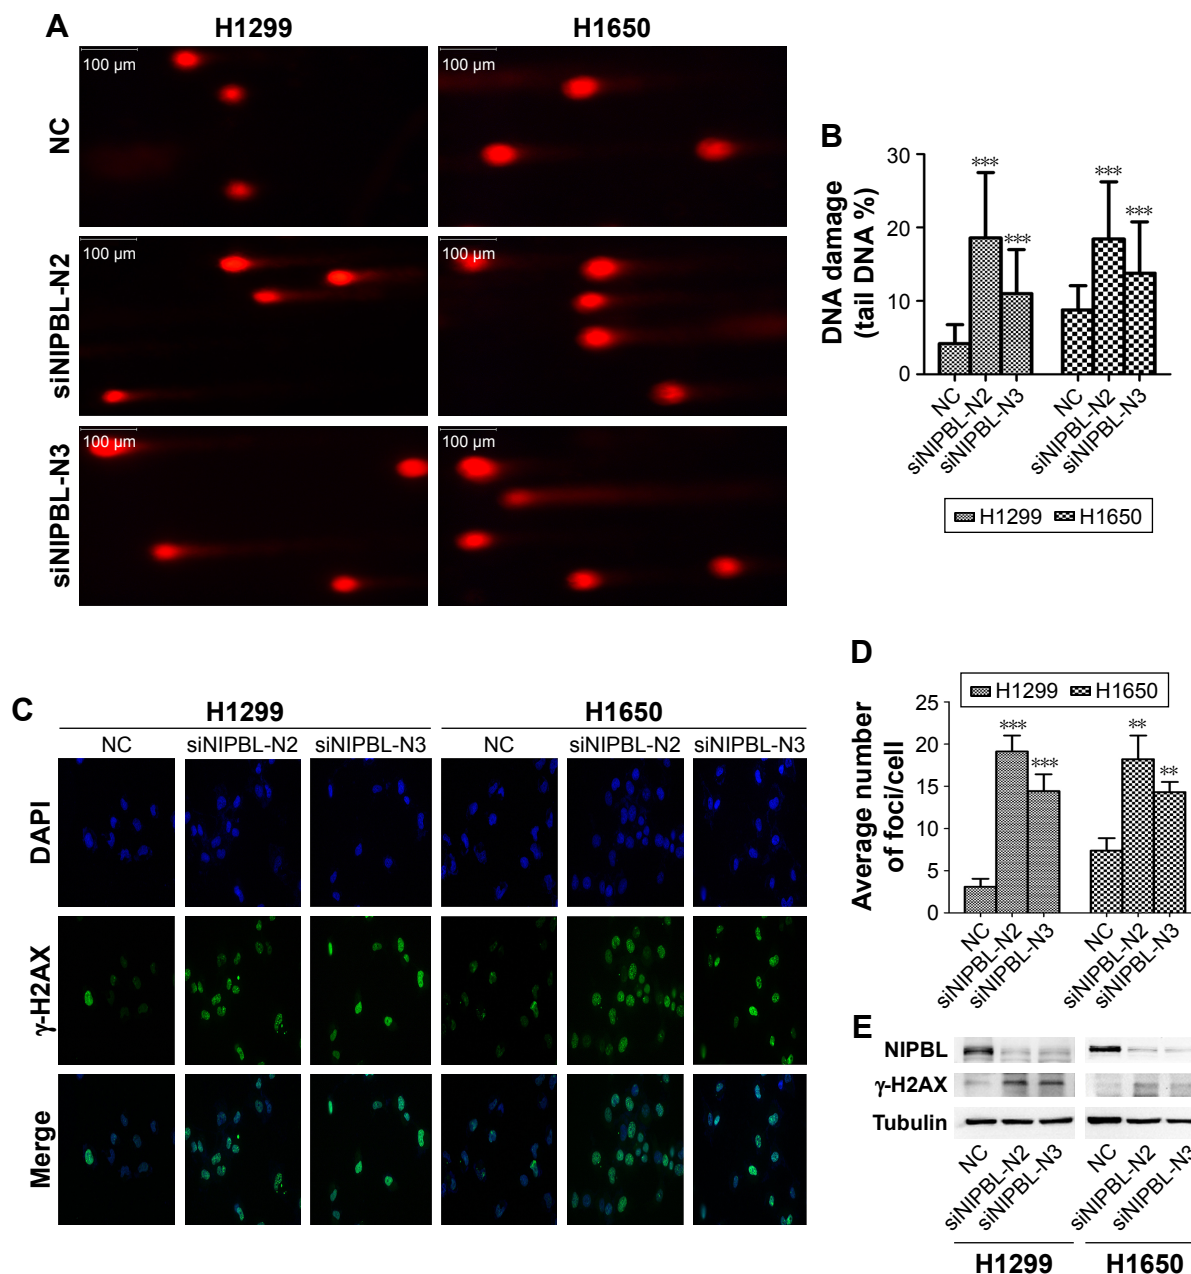 A
H1299
H1650
NC
100 µm
100 µm
siNIPBL-N2
100 µm
100 µm
siNIPBL-N3
100 µm
100 µm
B
DNA damage
(tail DNA %)
30
20
10
0
***
***
***
***
NC
siNIPBL-N2
siNIPBL-N3
NC
siNIPBL-N2
siNIPBL-N3
H1299
H1650
C
H1299
H1650
NC
siNIPBL-N2
siNIPBL-N3
NC
siNIPBL-N2
siNIPBL-N3
DAPI
γ-H2AX
Merge
D
H1299
H1650
Average number
of foci/cell
25
20
15
10
5
0
***
***
**
**
NC
siNIPBL-N2
siNIPBL-N3
NC
siNIPBL-N2
siNIPBL-N3
E
NIPBL
γ-H2AX
Tubulin
NC
siNIPBL-N2
siNIPBL-N3
NC
siNIPBL-N2
siNIPBL-N3
H1299
H1650